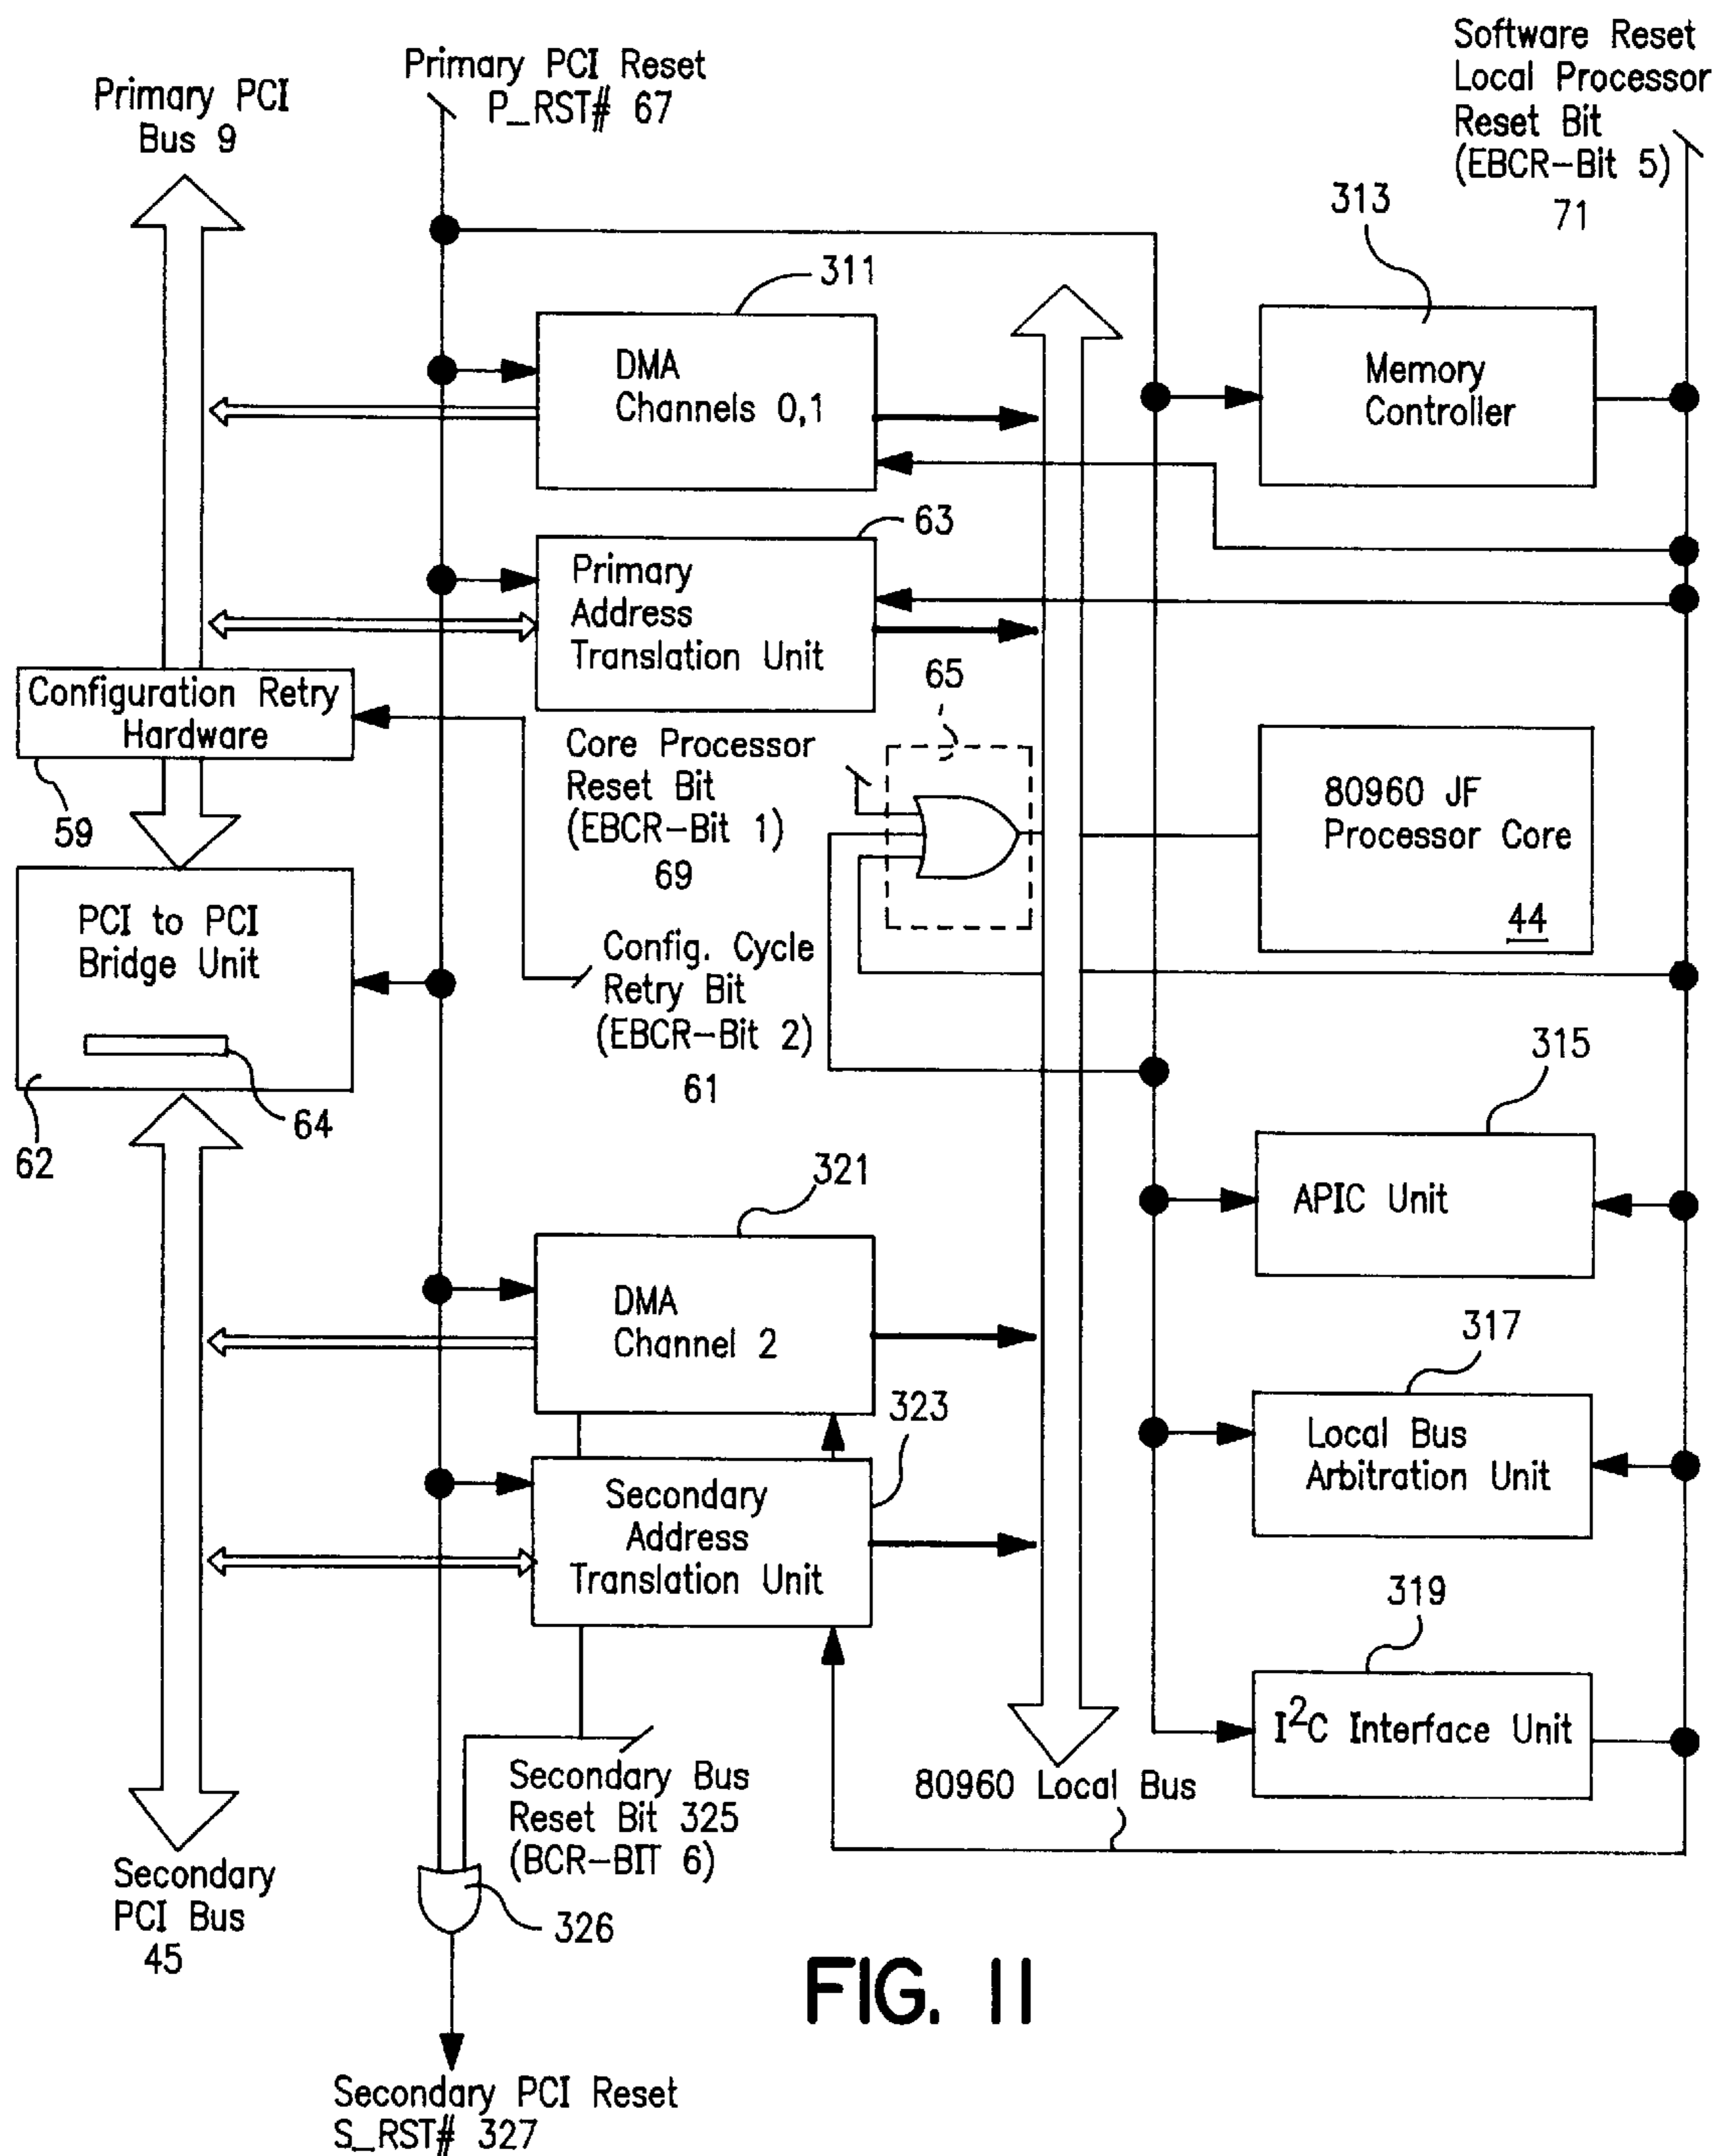 Primary PCI
Bus 9
Primary PCI Reset
P_RST# 67
Software Reset
Local Processor
Reset Bit
(EBCR-Bit 5)
71
311
DMA
Channels 0,1
313
Memory
Controller
63
Primary
Address
Translation Unit
Configuration Retry
Hardware
59
65
Core Processor
Reset Bit
(EBCR-Bit 1)
69
80960 JF
Processor Core
44
PCI to PCI
Bridge Unit
64
62
Config. Cycle
Retry Bit
(EBCR-Bit 2)
61
315
APIC Unit
321
DMA
Channel 2
317
Local Bus
Arbitration Unit
323
Secondary
Address
Translation Unit
319
I²C Interface Unit
Secondary Bus
Reset Bit 325
(BCR-BIT 6)
80960 Local Bus
Secondary
PCI Bus
45
326
Secondary PCI Reset
S_RST# 327
FIG. 11